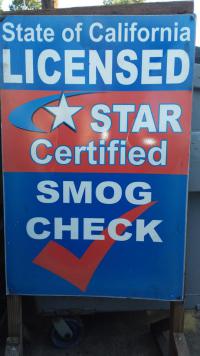 State of California
LICENSED
STAR
Certified
SMOG
CHECK